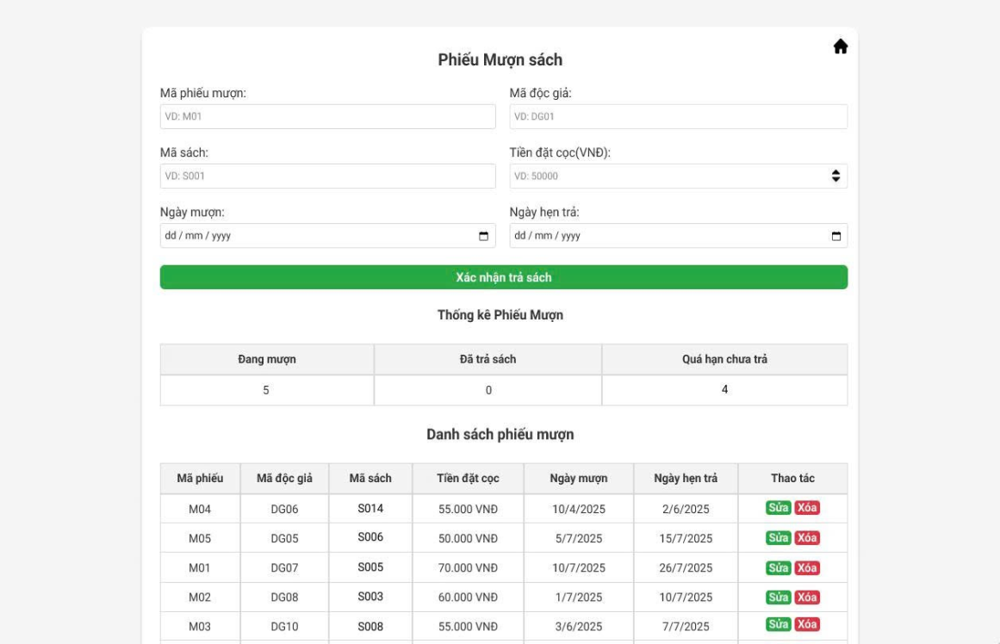 Phiếu Mượn sách
Mã phiếu mượn: Mã độc giả:
VD: M01 VD: DG01
Mã sách: Tiền đặt cọc(VNĐ):
VD: S001 VD: 50000
Ngày mượn: Ngày hẹn trả:
dd / mm / yyyy dd / mm / yyyy
Xác nhận trả sách
Thống kê Phiếu Mượn
Đang mượn Đã trả sách Quá hạn chưa trả
5 0 4
Danh sách phiếu mượn
Mã phiếu Mã độc giả Mã sách Tiền đặt cọc Ngày mượn Ngày hẹn trả Thao tác
M04 DG06 S014 55.000 VNĐ 10/4/2025 2/6/2025 Sửa Xóa
M05 DG05 S006 50.000 VNĐ 5/7/2025 15/7/2025 Sửa Xóa
M01 DG07 S005 70.000 VNĐ 10/7/2025 26/7/2025 Sửa Xóa
M02 DG08 S003 60.000 VNĐ 1/7/2025 10/7/2025 Sửa Xóa
M03 DG10 S008 55.000 VNĐ 3/6/2025 7/7/2025 Sửa Xóa